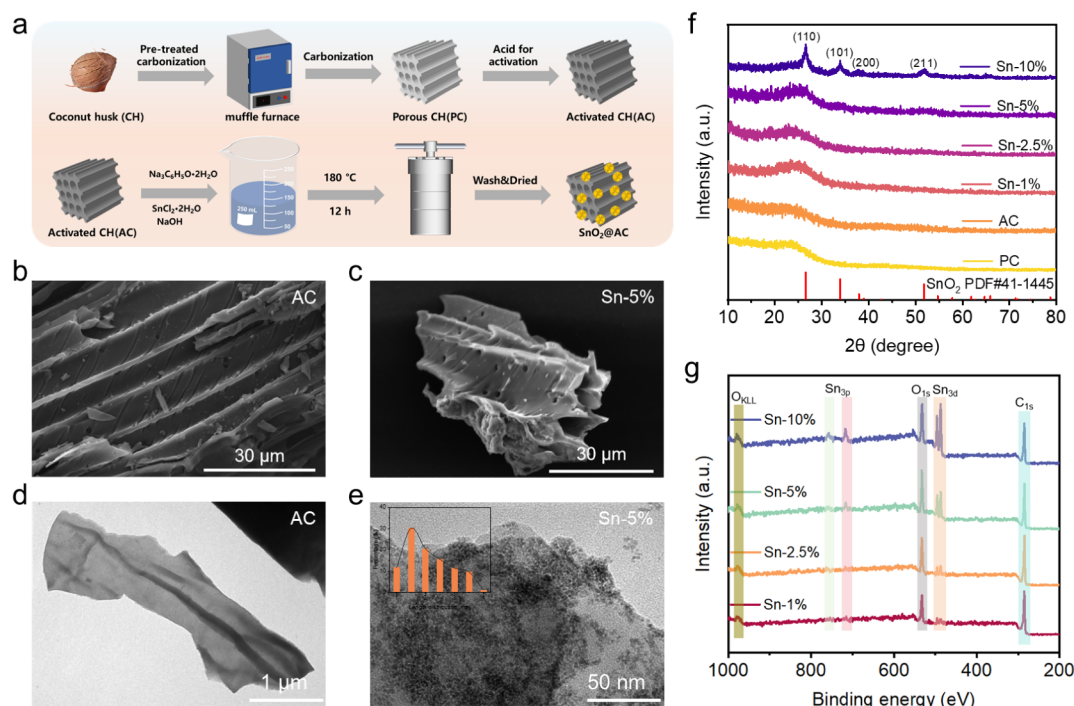 a
Pre-treated
carbonization
Carbonization
Acid for
activation
Coconut husk (CH)
muffle furnace
Porous CH(PC)
Activated CH(AC)
Na₃C₆H₅O·2H₂O
SnCl₂·2H₂O
NaOH
250 mL
180 °C
12 h
Wash&Dried
Activated CH(AC)
SnO₂@AC
b
AC
30 μm
c
Sn-5%
30 μm
d
AC
1 μm
e
Sn-5%
50 nm
f
Intensity (a.u.)
(110)
(101)
(200)
(211)
Sn-10%
Sn-5%
Sn-2.5%
Sn-1%
AC
PC
SnO₂ PDF#41-1445
10 20 30 40 50 60 70 80
2θ (degree)
g
Intensity (a.u.)
O_KLL
Sn₃p
O₁s
Sn₃d
C₁s
Sn-10%
Sn-5%
Sn-2.5%
Sn-1%
1000 800 600 400 200
Binding energy (eV)